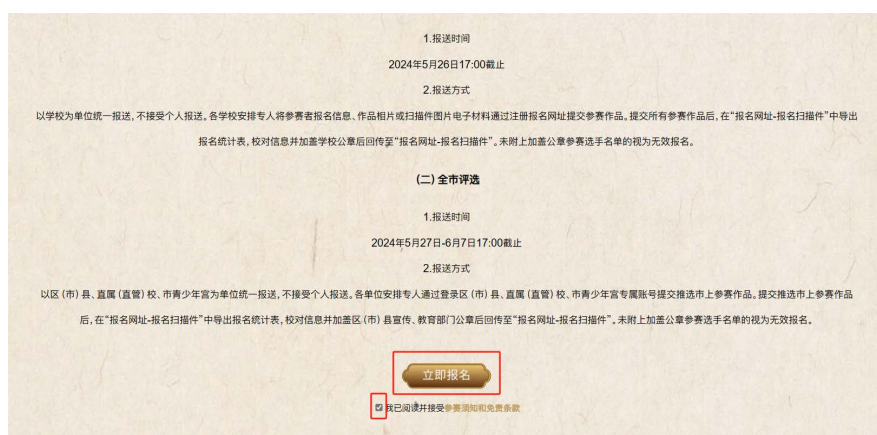 1.报送时间
2024年5月26日17:00截止
2.报送方式
以学校为单位统一报送,不接受个人报送。各学校安排专人将参赛者报名信息、作品相片或扫描件图片电子材料通过注册报名网址提交参赛作品。提交所有参赛作品后,在“报名网址-报名扫描件”中导出
报名统计表,校对信息并加盖学校公章后回传至“报名网址-报名扫描件”。未附上加盖公章参赛选手名单的视为无效报名。
(二)全市评选
1.报送时间
2024年5月27日-6月7日17:00截止
2.报送方式
以区(市)县、直属(直管)校、市青少年宫为单位统一报送,不接受个人报送。各单位安排专人通过登录区(市)县、直属(直管)校、市青少年宫专属账号提交推选市上参赛作品。提交推选市上参赛作品
后,在“报名网址-报名扫描件”中导出报名统计表,校对信息并加盖区(市)县宣传、教育部门公章后回传至“报名网址-报名扫描件”。未附上加盖公章参赛选手名单的视为无效报名。
立即报名
我已阅读并接受参赛须知和免责条款